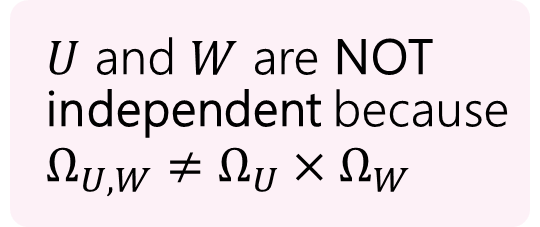 U and W are NOT
independent because
Ω_{U,W} ≠ Ω_U × Ω_W